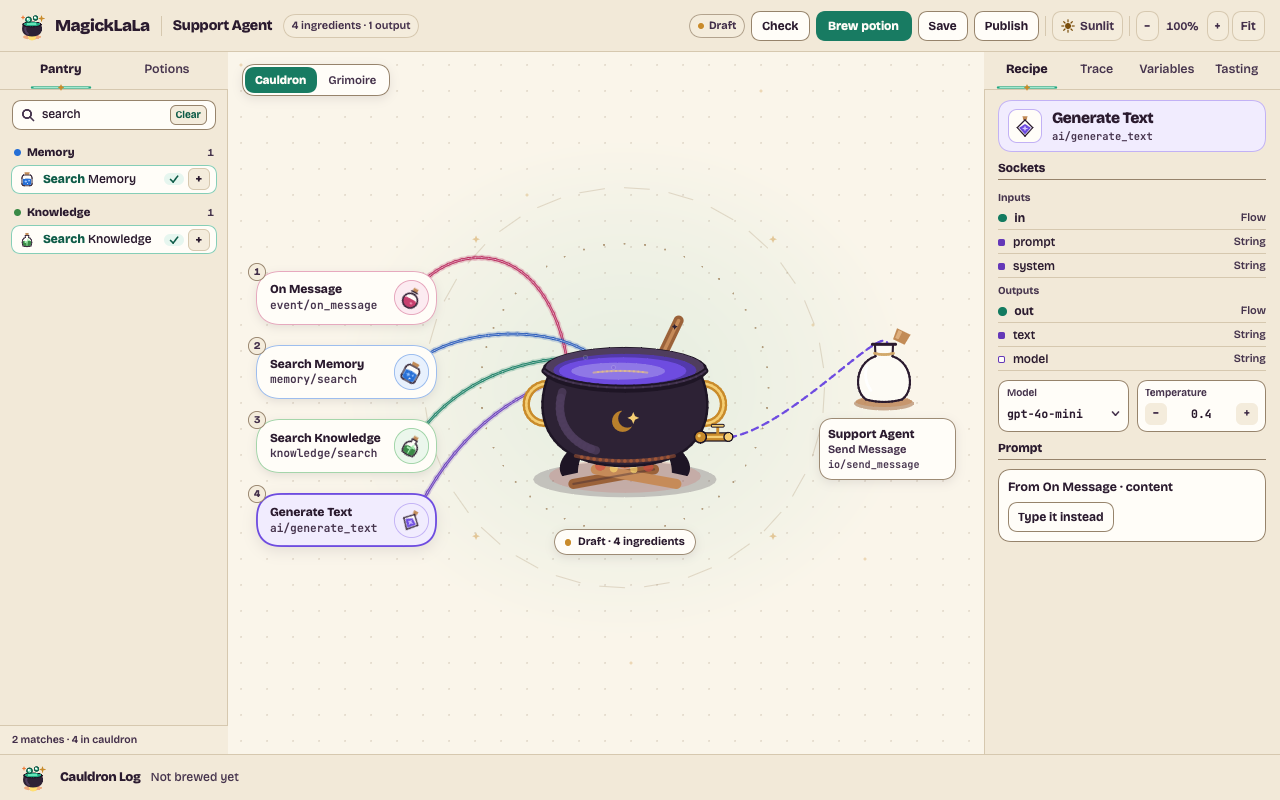 MagickLaLa
Support Agent
4 ingredients · 1 output
Draft
Check
Brew potion
Save
Publish
Sunlit
−
100%
+
Fit
Pantry
Potions
search
Clear
Memory
1
Search Memory
+
Knowledge
1
Search Knowledge
+
2 matches · 4 in cauldron
Cauldron
Grimoire
1
On Message
event/on_message
2
Search Memory
memory/search
3
Search Knowledge
knowledge/search
4
Generate Text
ai/generate_text
Draft · 4 ingredients
Support Agent
Send Message
io/send_message
Recipe
Trace
Variables
Tasting
Generate Text
ai/generate_text
Sockets
Inputs
in Flow
prompt String
system String
Outputs
out Flow
text String
model String
Model
gpt-4o-mini
Temperature
− 0.4 +
Prompt
From On Message · content
Type it instead
Cauldron Log Not brewed yet